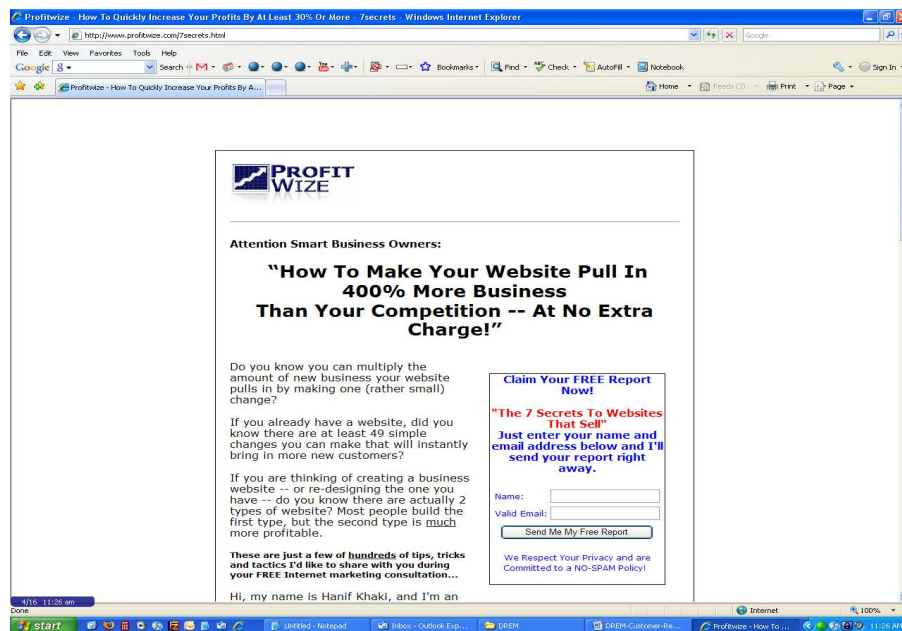 Profitwize - How To Quickly Increase Your Profits By At Least 30% Or More - 7secrets - Windows Internet Explorer
http://www.profitwize.com/7secrets.html
Google
File Edit View Favorites Tools Help
Google Search Bookmarks Find Check AutoFill Notebook Sign In
Profitwize - How To Quickly Increase Your Profits By A...
Home Feeds (J) Print Page
PROFIT
WIZE
Attention Smart Business Owners:
“How To Make Your Website Pull In
400% More Business
Than Your Competition -- At No Extra
Charge!”
Do you know you can multiply the
amount of new business your website
pulls in by making one (rather small)
change?
If you already have a website, did you
know there are at least 49 simple
changes you can make that will instantly
bring in more new customers?
If you are thinking of creating a business
website -- or re-designing the one you
have -- do you know there are actually 2
types of website? Most people build the
first type, but the second type is much
more profitable.
These are just a few of hundreds of tips, tricks
and tactics I'd like to share with you during
your FREE Internet marketing consultation...
Hi, my name is Hanif Khaki, and I'm an
Claim Your FREE Report
Now!
"The 7 Secrets To Websites
That Sell"
Just enter your name and
email address below and I'll
send your report right
away.
Name:
Valid Email:
Send Me My Free Report
We Respect Your Privacy and are
Committed to a NO-SPAM Policy!
4/16 11:26 am
Done Internet 100%
start Untitled - Notepad Inbox - Outlook Exp... DREM DREM-Customer-Re... Profitwize - How To ... 11:26 AM